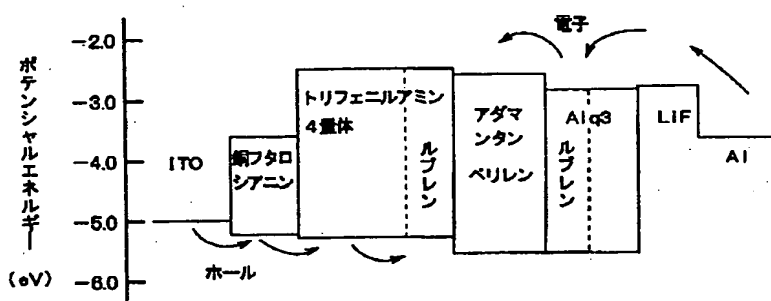 電子
-2.0
-3.0
-4.0
-5.0
-6.0
ポテンシャルエネルギー
(eV)
ITO
銅フタロ
シアニン
トリフェニルアミン
4量体
ルブレン
アダマ
ンタン
ペリレン
Alq3
ルブレン
LiF
Al
ホール